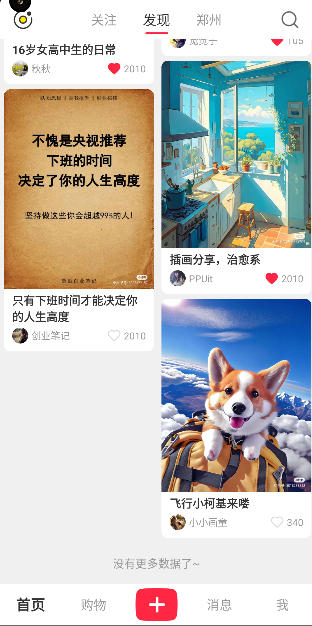 关注
发现
郑州
16岁女高中生的日常
秋秋
2010
105
不愧是央视推荐
下班的时间
决定了你的人生高度
坚持做这些你会超越99%的人!
只有下班时间才能决定你
的人生高度
创业笔记
2010
插画分享，治愈系
PPUit
2010
飞行小柯基来喽
小小画童
340
没有更多数据了~
首页
购物
消息
我